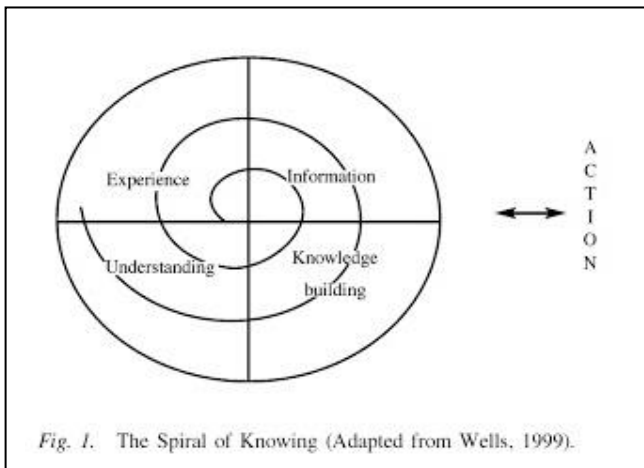 Experience
Information
Understanding
Knowledge
building
A
C
T
I
O
N
Fig. 1. The Spiral of Knowing (Adapted from Wells, 1999).